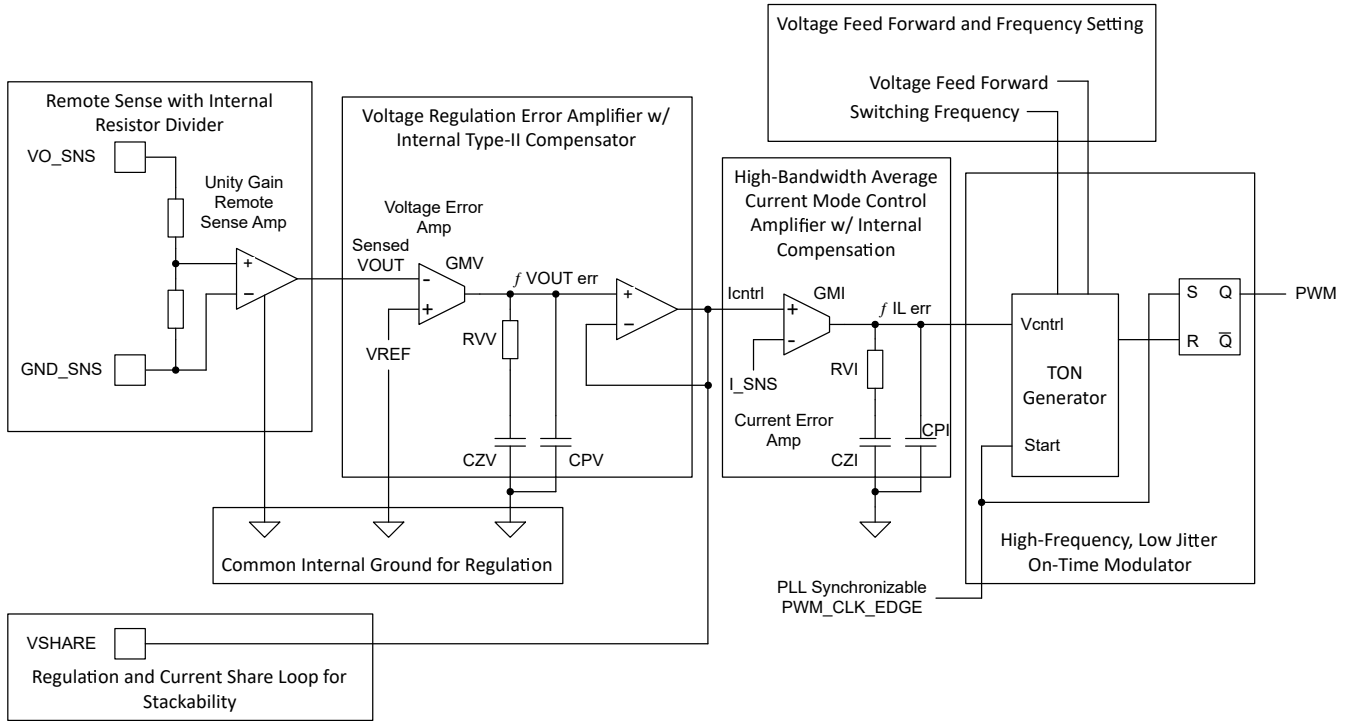 Voltage Feed Forward and Frequency Setting
Voltage Feed Forward
Switching Frequency
Remote Sense with Internal
Resistor Divider
VO_SNS
Unity Gain
Remote
Sense Amp
+
−
GND_SNS
Voltage Regulation Error Amplifier w/
Internal Type-II Compensator
Voltage Error
Amp
Sensed
VOUT
GMV
-
+
VREF
ƒ VOUT err
RVV
CZV
CPV
+
−
High-Bandwidth Average
Current Mode Control
Amplifier w/ Internal
Compensation
Icntrl
GMI
+
-
I_SNS
ƒ IL err
RVI
Current Error
Amp
CZI
CPI
Vcntrl
TON
Generator
Start
S Q
R Q̅
PWM
High-Frequency, Low Jitter
On-Time Modulator
PLL Synchronizable
PWM_CLK_EDGE
Common Internal Ground for Regulation
VSHARE
Regulation and Current Share Loop for
Stackability